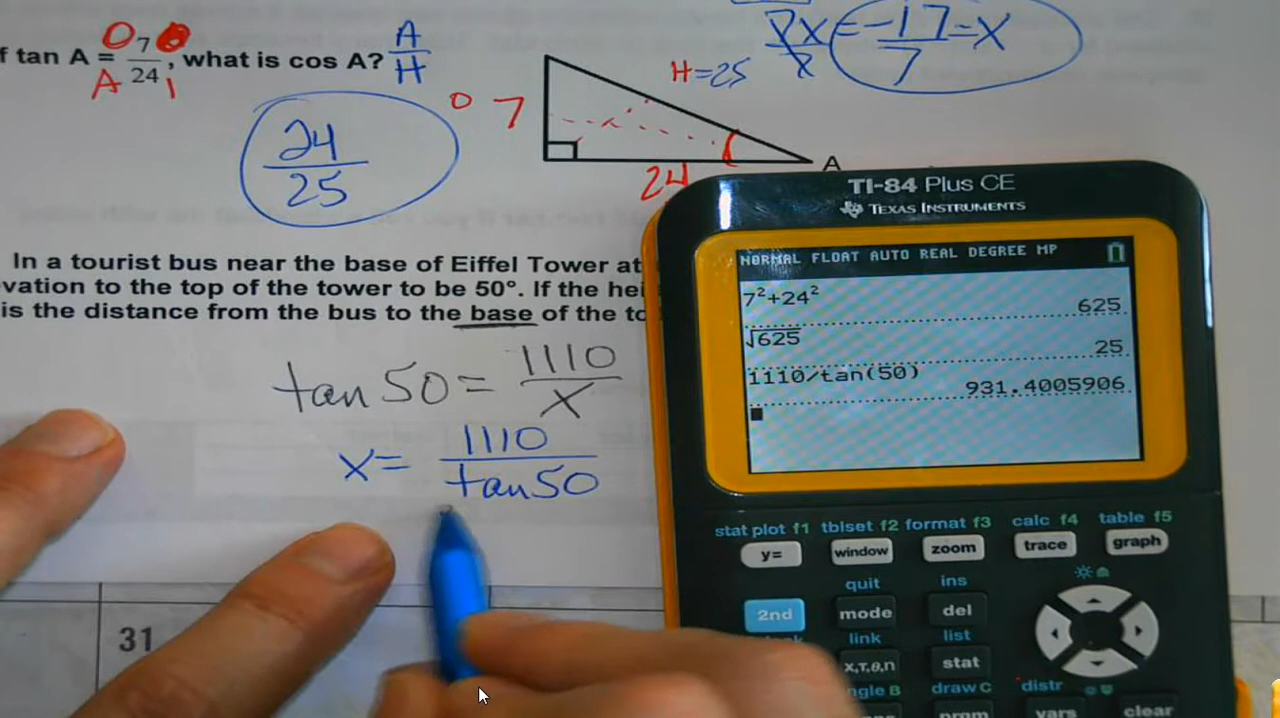 7x = -17 = x
7 7
f tan A = 7/24, what is cos A? A/H
O
A 1
H=25
O 7
24/25
24
A
In a tourist bus near the base of Eiffel Tower at
vation to the top of the tower to be 50°. If the hei
is the distance from the bus to the base of the to
tan 50 = 1110/x
x = 1110/tan50
31
TI-84 Plus CE
TEXAS INSTRUMENTS
NORMAL FLOAT AUTO REAL DEGREE MP
7²+24²
625
√625
25
1110/tan(50)
931.4005906
stat plot f1 tblset f2 format f3 calc f4 table f5
y= window zoom trace graph
quit ins
2nd mode del
link list
x,T,θ,n stat
angle B draw C distr
vars clear